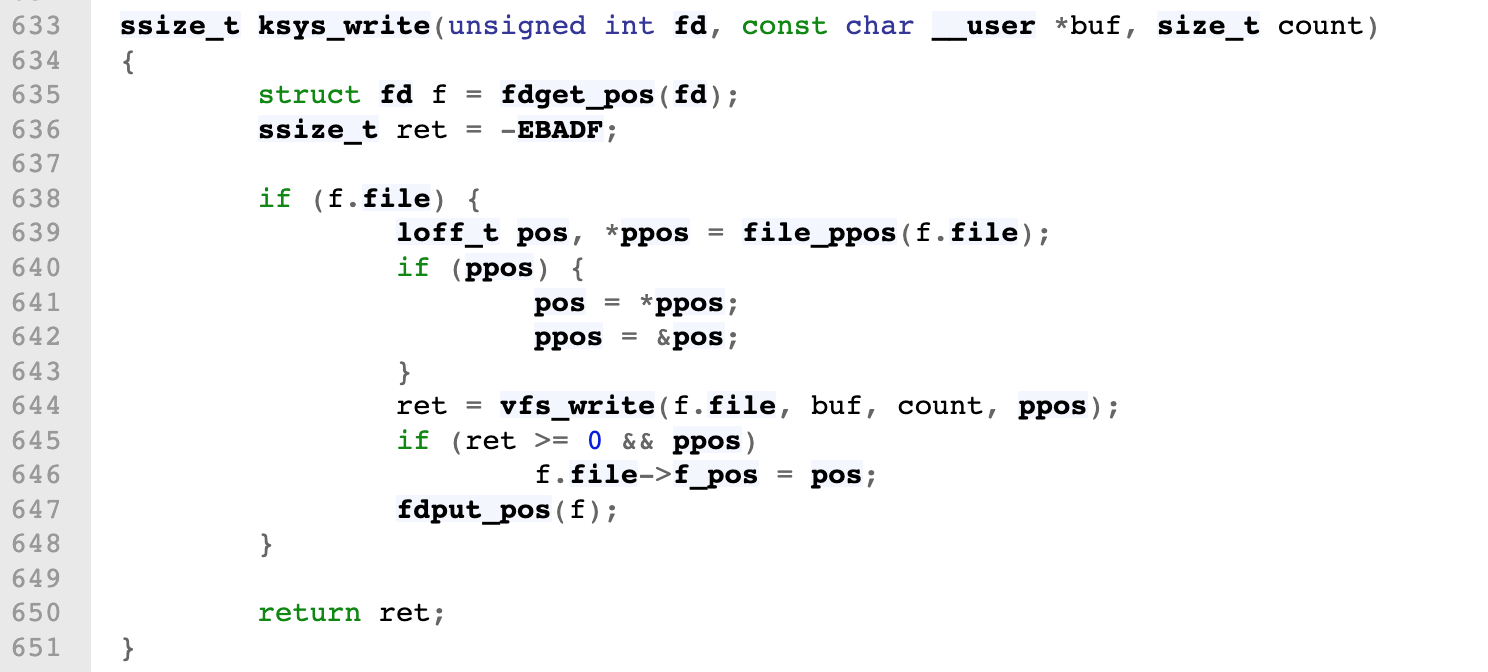 633 ssize_t ksys_write(unsigned int fd, const char __user *buf, size_t count)
634 {
635         struct fd f = fdget_pos(fd);
636         ssize_t ret = -EBADF;
637
638         if (f.file) {
639                 loff_t pos, *ppos = file_ppos(f.file);
640                 if (ppos) {
641                         pos = *ppos;
642                         ppos = &pos;
643                 }
644                 ret = vfs_write(f.file, buf, count, ppos);
645                 if (ret >= 0 && ppos)
646                         f.file->f_pos = pos;
647                 fdput_pos(f);
648         }
649
650         return ret;
651 }